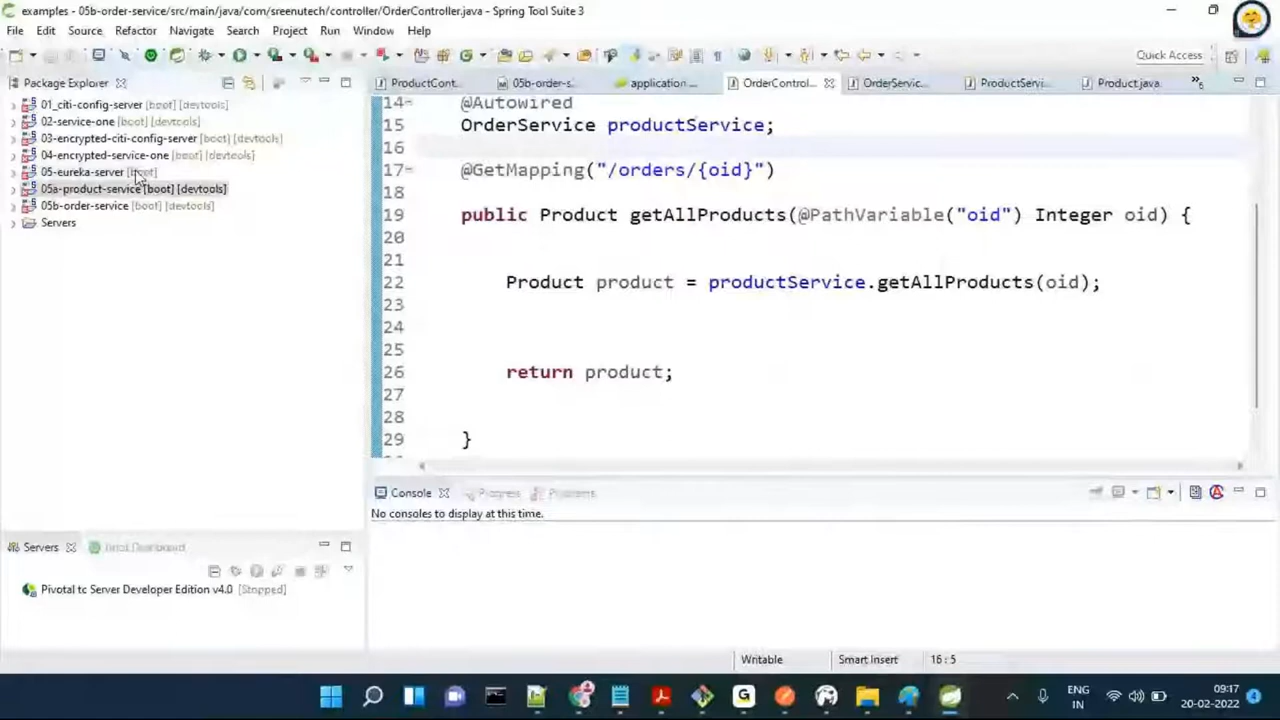 examples - 05b-order-service/src/main/java/com/sreenutech/controller/OrderController.java - Spring Tool Suite 3
File Edit Source Refactor Navigate Search Project Run Window Help
Quick Access
Package Explorer
01_citi-config-server [boot] [devtools]
02-service-one [boot] [devtools]
03-encrypted-citi-config-server [boot] [devtools]
04-encrypted-service-one [boot] [devtools]
05-eureka-server [boot]
05a-product-service [boot] [devtools]
05b-order-service [boot] [devtools]
Servers
ProductCont... 05b-order-s... application ... OrderControl... OrderServic... ProductServi... Product.java
14 @Autowired
15 OrderService productService;
16
17 @GetMapping("/orders/{oid}")
18
19 public Product getAllProducts(@PathVariable("oid") Integer oid) {
20
21
22 Product product = productService.getAllProducts(oid);
23
24
25
26 return product;
27
28
29 }
Console Progress Problems
No consoles to display at this time.
Servers Boot Dashboard
Pivotal tc Server Developer Edition v4.0 [Stopped]
Writable Smart Insert 16 : 5
ENG
IN
09:17
20-02-2022